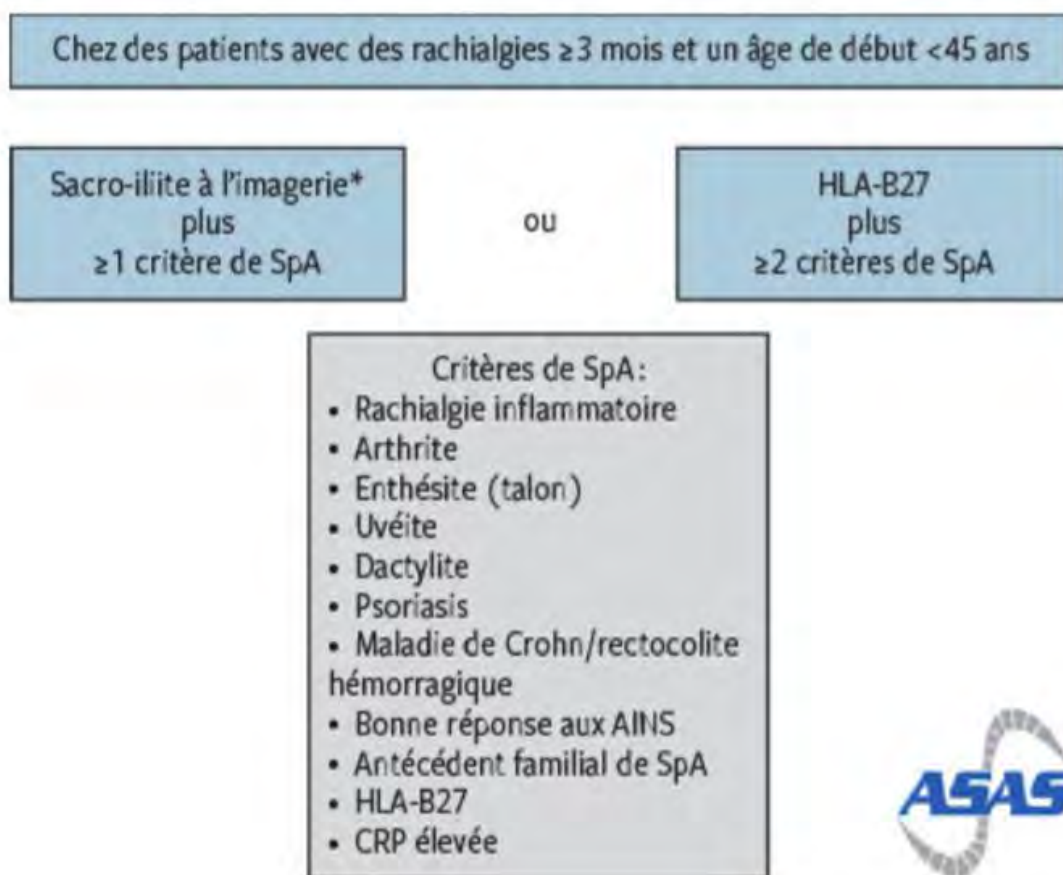 Chez des patients avec des rachialgies ≥3 mois et un âge de début <45 ans
Sacro-iliite à l'imagerie*
plus
≥1 critère de SpA
ou
HLA-B27
plus
≥2 critères de SpA
Critères de SpA:
• Rachialgie inflammatoire
• Arthrite
• Enthésite (talon)
• Uvéite
• Dactylite
• Psoriasis
• Maladie de Crohn/rectocolite
hémorragique
• Bonne réponse aux AINS
• Antécédent familial de SpA
• HLA-B27
• CRP élevée
ASAS